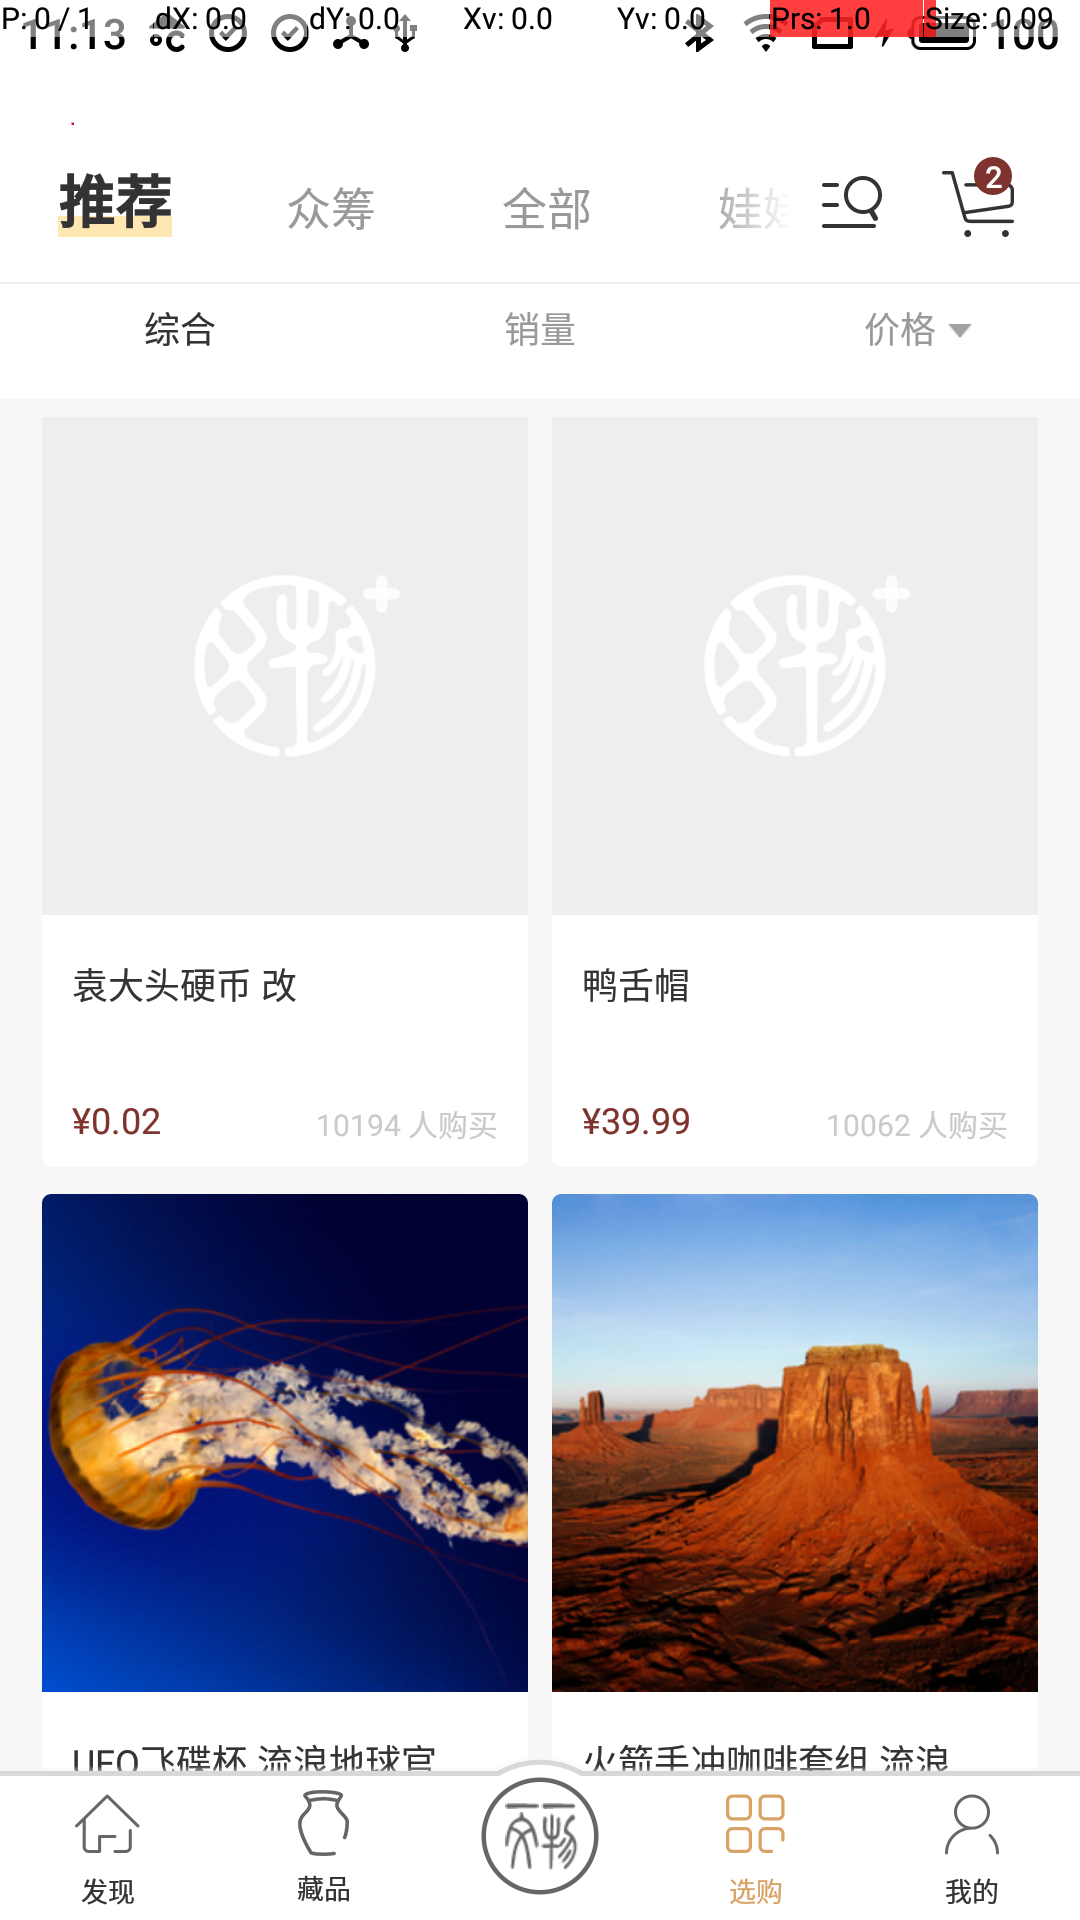 P: 0 / 1 dX: 0.0 dY: 0.0 Xv: 0.0 Yv: 0.0 Prs: 1.0 Size: 0.09
11:13 °C 100
推荐 众筹 全部 娃娃
2
综合 销量 价格
袁大头硬币 改
¥0.02 10194 人购买
鸭舌帽
¥39.99 10062 人购买
UFO飞碟杯 流浪地球官
火箭手冲咖啡套组 流浪
发现 藏品 选购 我的